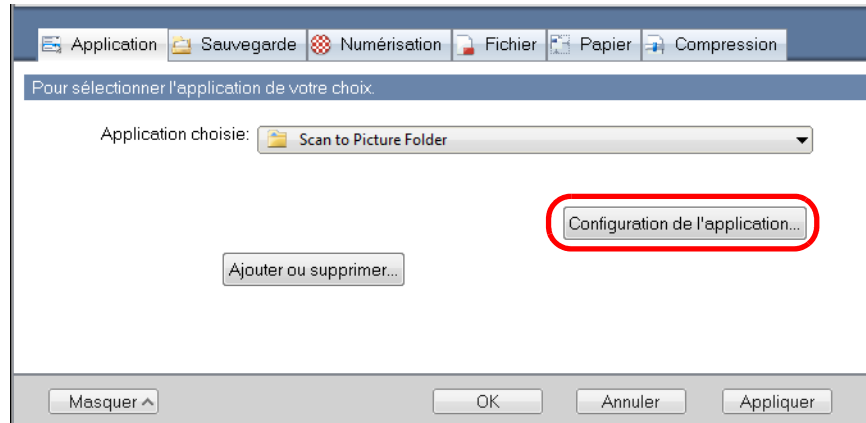 Application Sauvegarde Numérisation Fichier Papier Compression
Pour sélectionner l'application de votre choix.
Application choisie: Scan to Picture Folder
Configuration de l'application...
Ajouter ou supprimer...
Masquer OK Annuler Appliquer